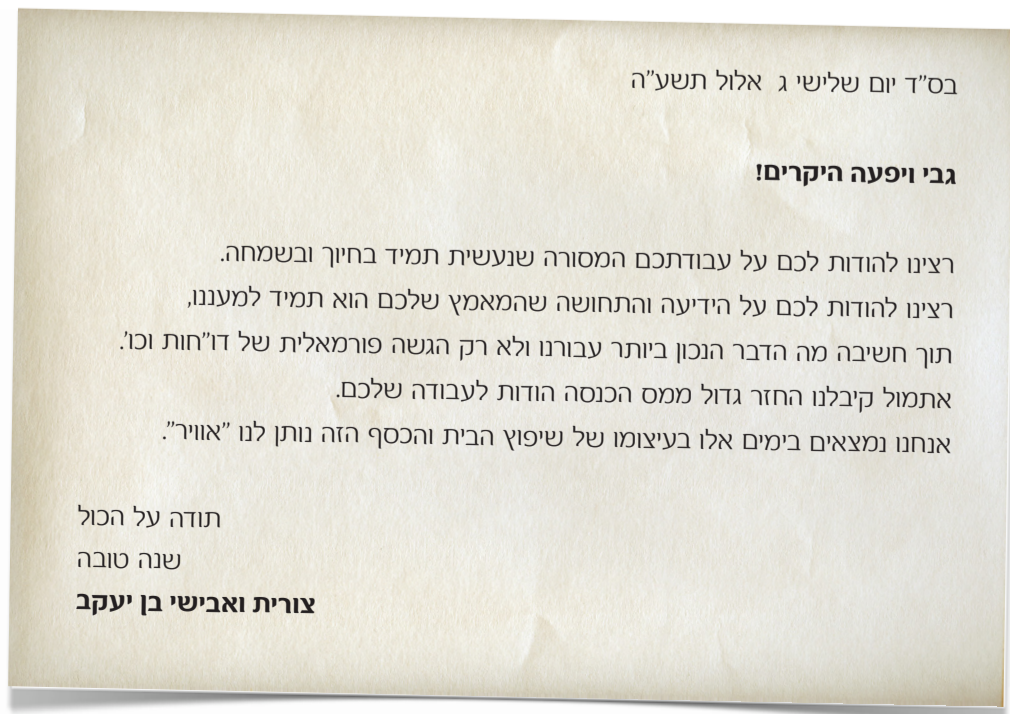 בס"ד יום שלישי ג אלול תשע"ה
גבי ויפעה היקרים!
רצינו להודות לכם על עבודתכם המסורה שנעשית תמיד בחיוך ובשמחה.
רצינו להודות לכם על הידיעה והתחושה שהמאמץ שלכם הוא תמיד למעננו,
תוך חשיבה מה הדבר הנכון ביותר עבורנו ולא רק הגשה פורמאלית של דו"חות וכו'.
אתמול קיבלנו החזר גדול ממס הכנסה הודות לעבודה שלכם.
אנחנו נמצאים בימים אלו בעיצומו של שיפוץ הבית והכסף הזה נותן לנו "אוויר".
תודה על הכול
שנה טובה
צורית ואבישי בן יעקב